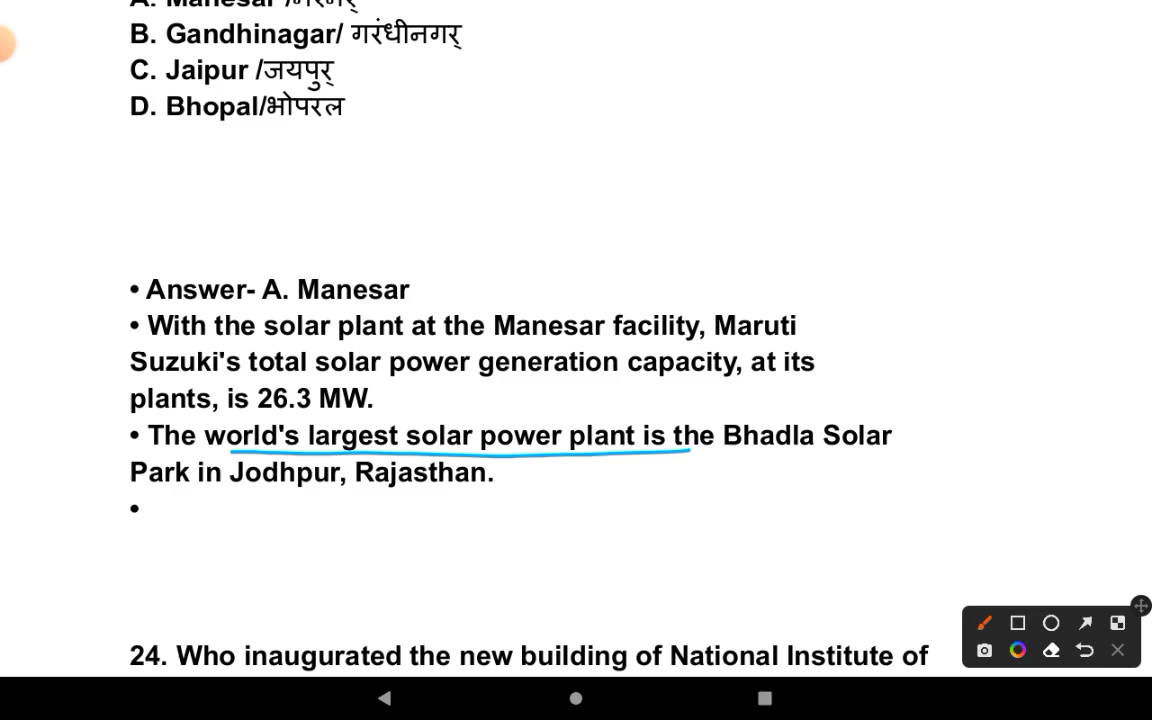 A. Manesar /
B. Gandhinagar/ गरंधीनगर्
C. Jaipur /जयपुर्
D. Bhopal/भोपरल
• Answer- A. Manesar
• With the solar plant at the Manesar facility, Maruti
Suzuki's total solar power generation capacity, at its
plants, is 26.3 MW.
• The world's largest solar power plant is the Bhadla Solar
Park in Jodhpur, Rajasthan.
•
24. Who inaugurated the new building of National Institute of